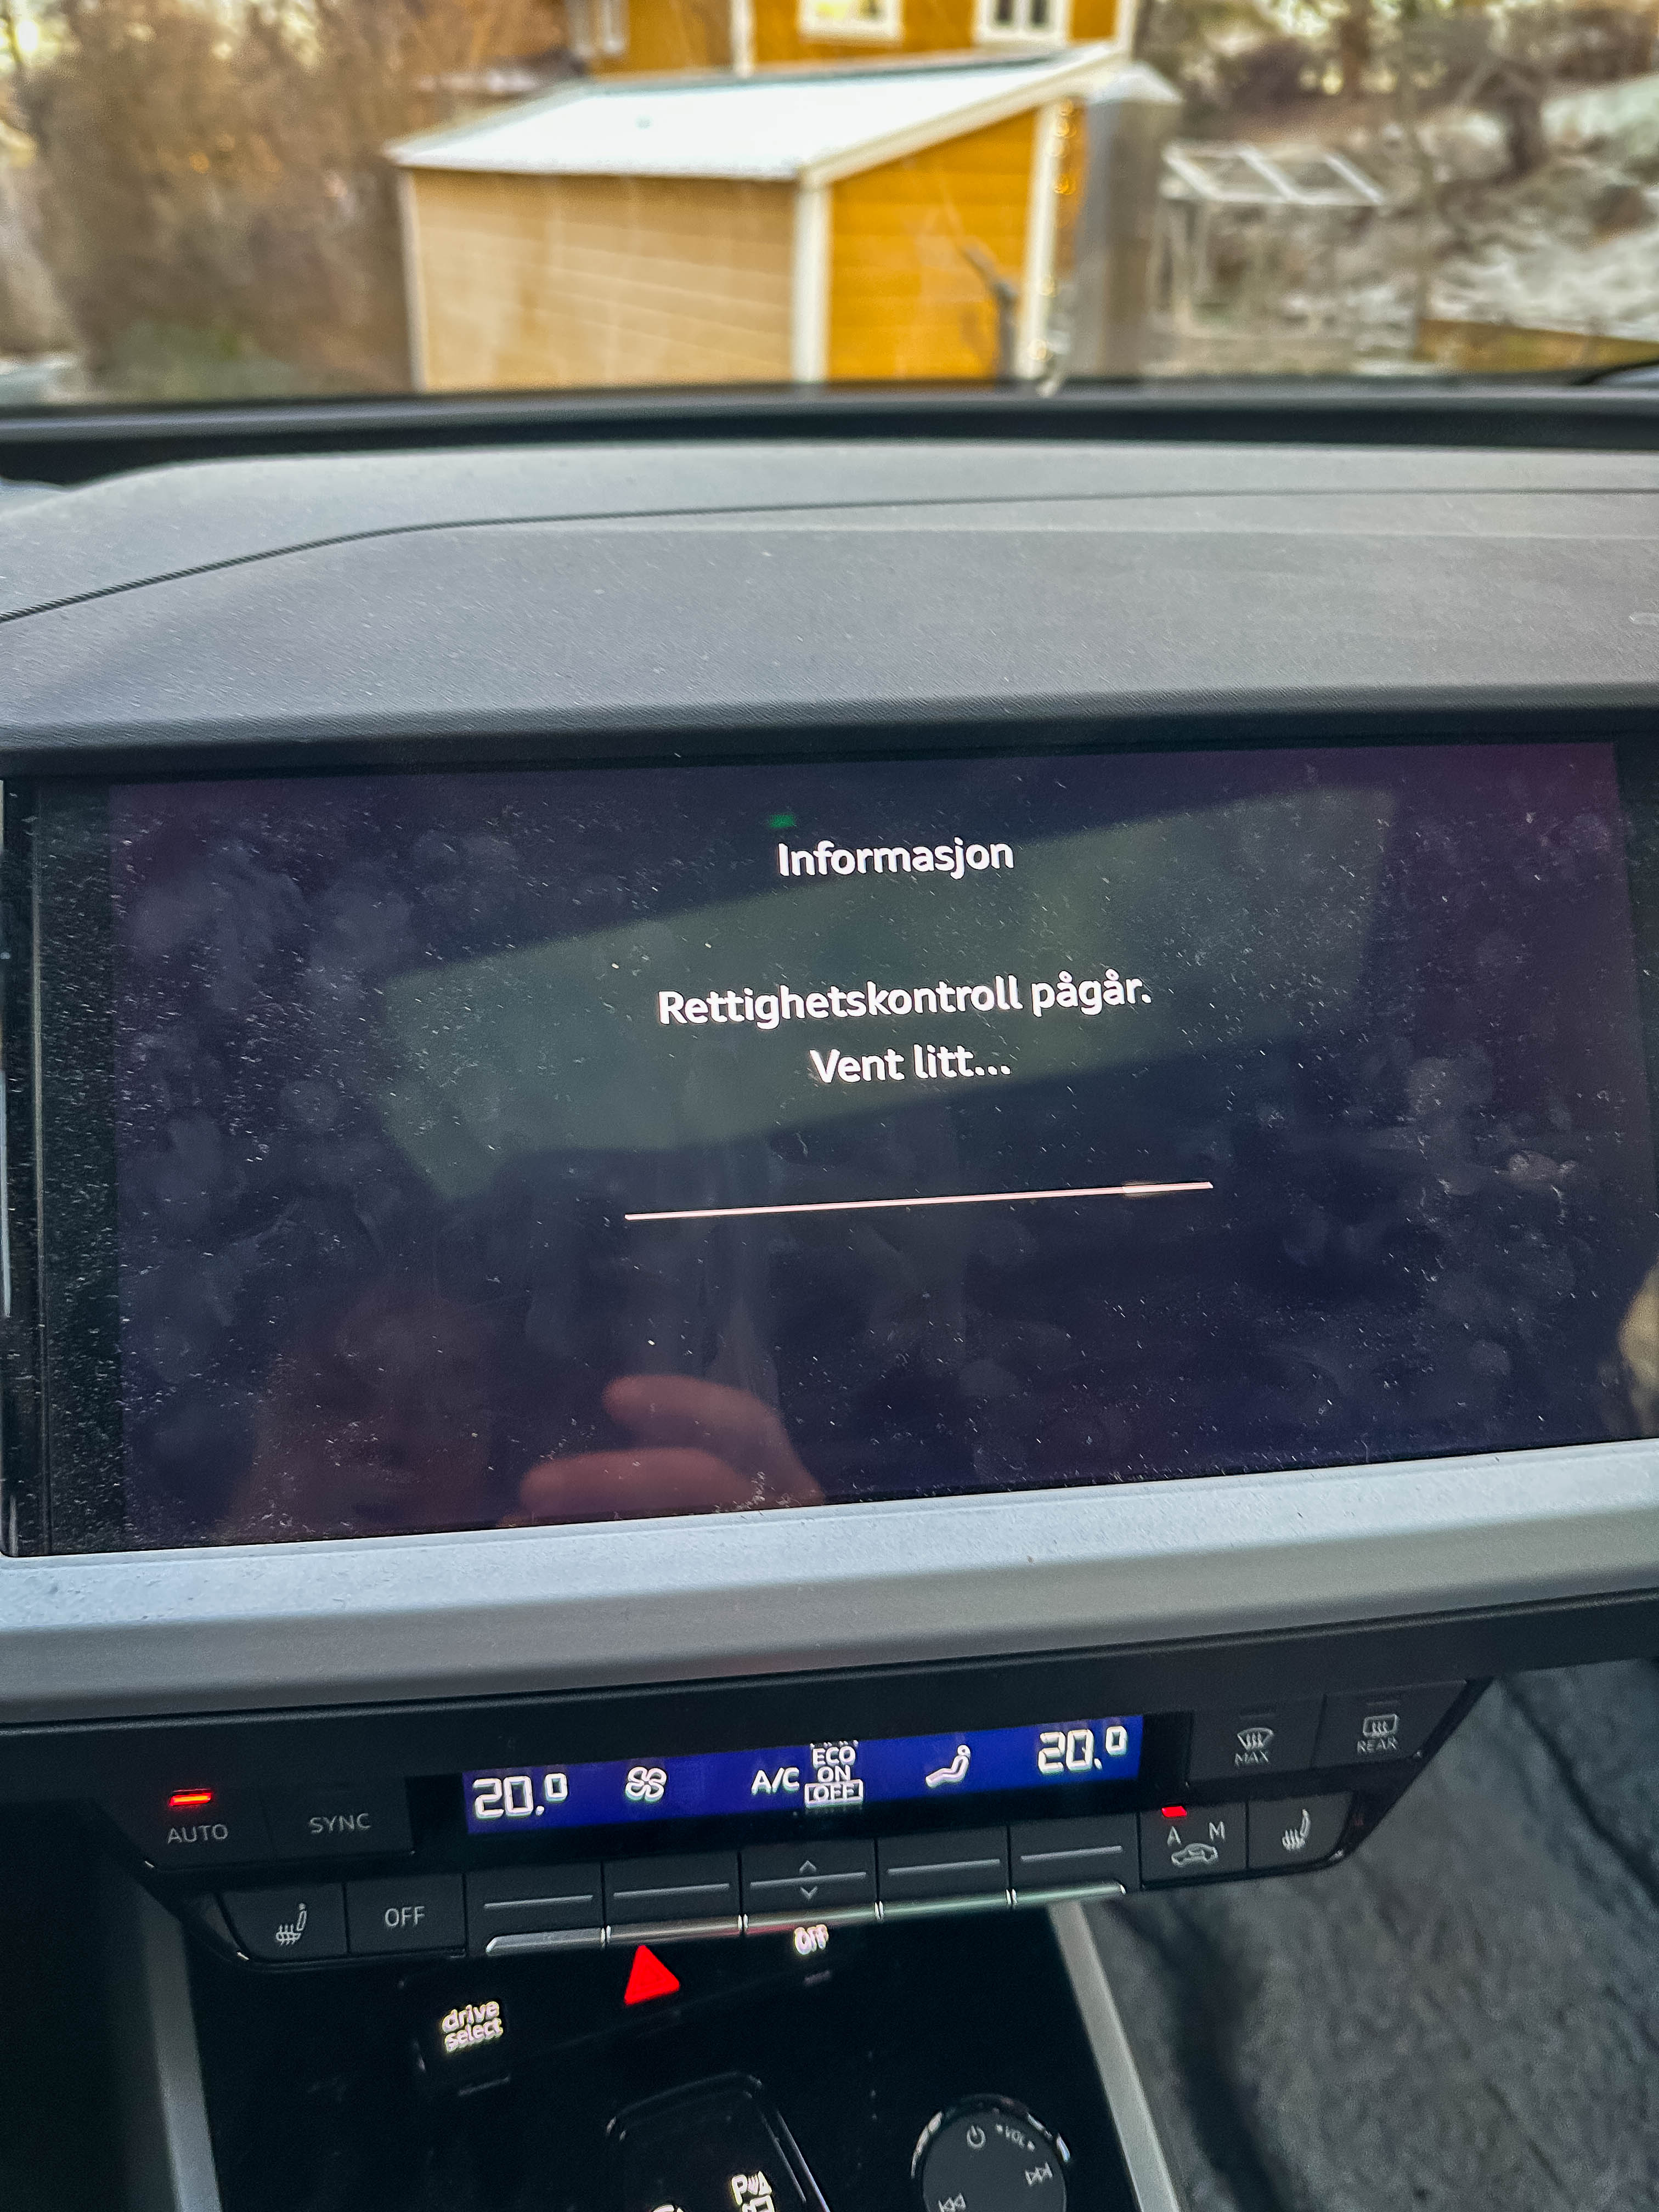 Informasjon
Rettighetskontroll pågår.
Vent litt...
20.0
A/C
ECO
ON
OFF
20.0
MAX
REAR
AUTO
SYNC
A M
OFF
OFF
drive
select
VOL
P